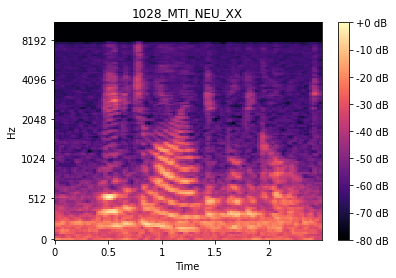 1028_MTI_NEU_XX
8192
4096
2048
1024
512
0
Hz
0
0.5
1
1.5
2
Time
+0 dB
-10 dB
-20 dB
-30 dB
-40 dB
-50 dB
-60 dB
-70 dB
-80 dB